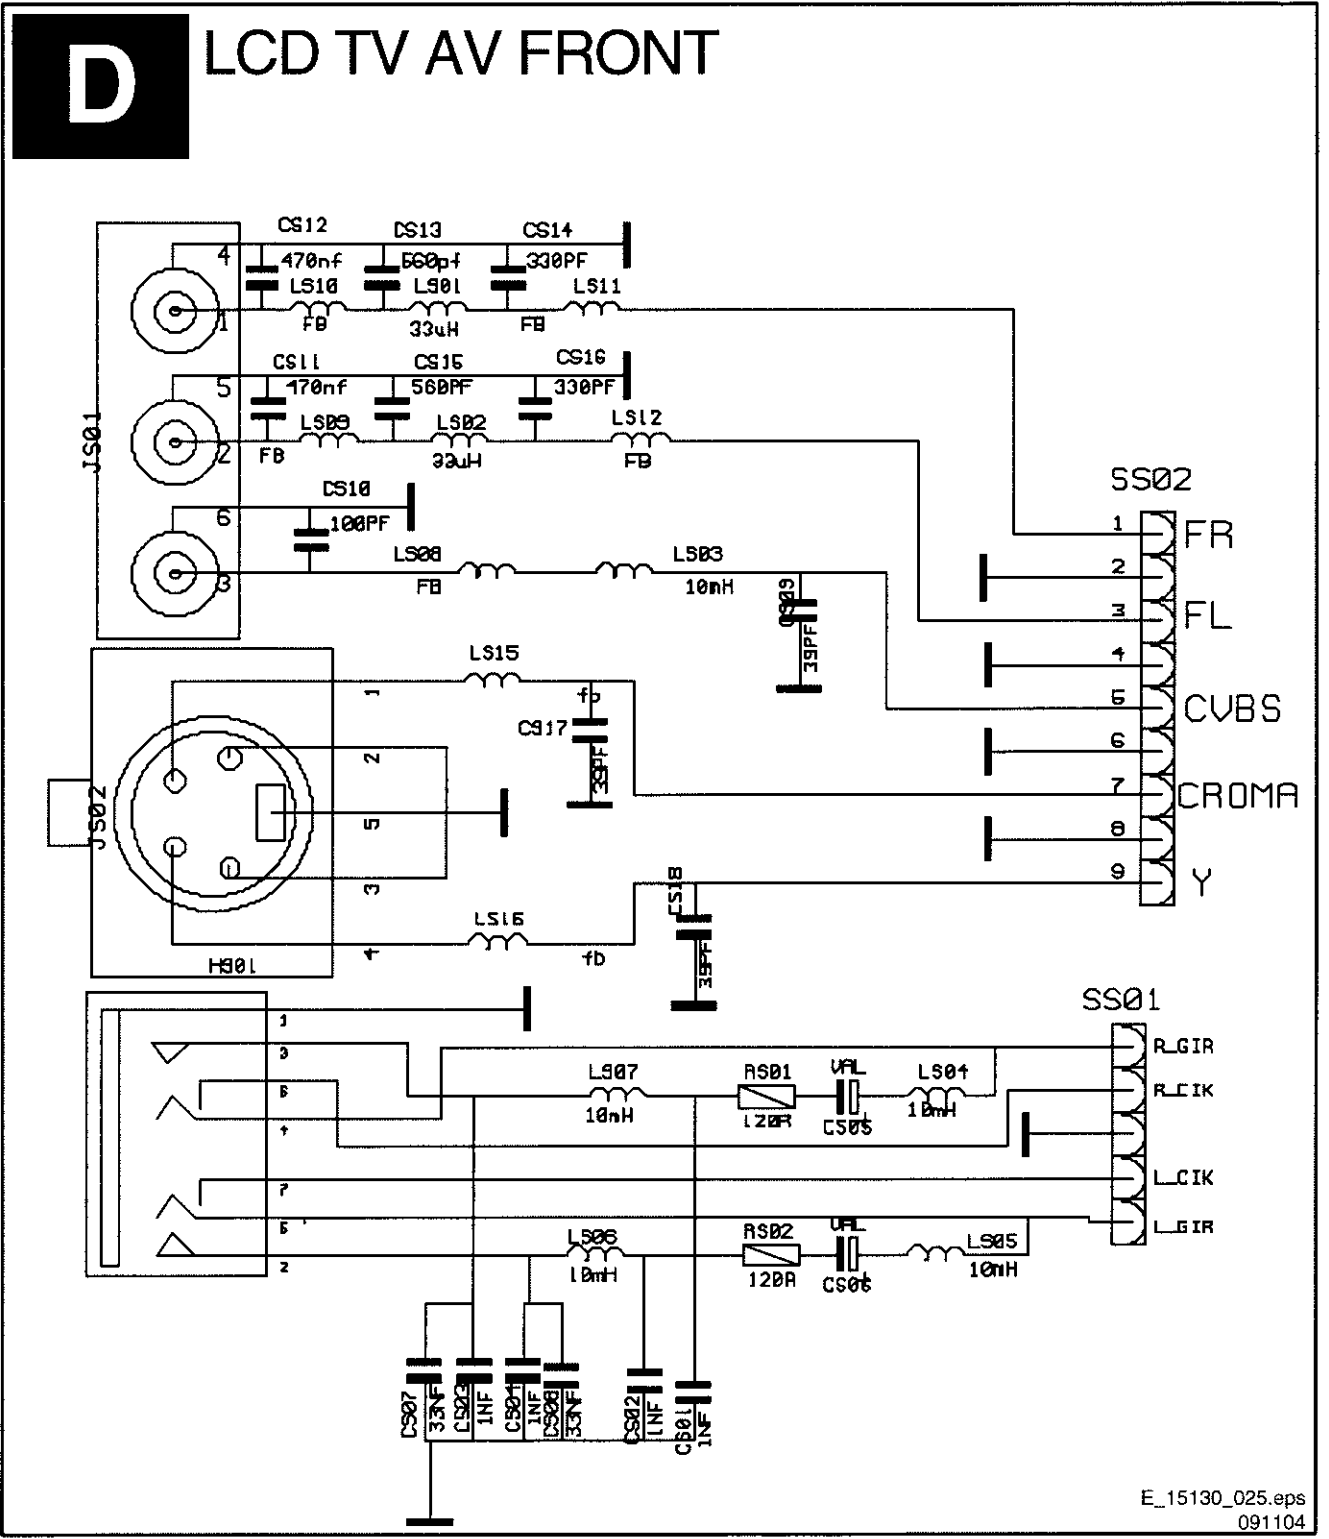 D
LCD TV AV FRONT
CS12 CS13 CS14
4 470nf 560pf 330PF
LS10 LS01 LS11
1 FB 33uH FB
CS11 CS15 CS16
5 470nf 560PF 330PF
LS09 LS02 LS12
2 FB 33uH FB
JS01
CS10
6 100PF
LS08 LS03
3 FB 10mH
CS09
39PF
SS02
1 FR
2
3 FL
4
5 CVBS
6
7 CROMA
8
9 Y
LS15
1 fb
CS17
39PF
2
JS02
5
3
CS18
39PF
LS16
4 fb
HS01
SS01
1
3
6
4
7
5
2
R_GIR
R_CIK
L_CIK
L_GIR
LS07 RS01 VAL LS04
10mH 120R CS05 10mH
LS06 RS02 VAL LS05
10mH 120R CS06 10mH
CS07 33NF CS03 1NF CS04 1NF CS08 33NF CS02 1NF CS01 1NF
E_15130_025.eps
091104